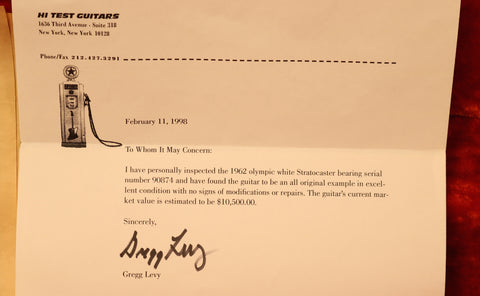 HI TEST GUITARS
1636 Third Avenue - Suite 318
New York, New York 10128
Phone/Fax 212.427.3291
February 11, 1998
To Whom It May Concern:
I have personally inspected the 1962 olympic white Stratocaster bearing serial
number 90874 and have found the guitar to be an all original example in excel-
lent condition with no signs of modifications or repairs. The guitar's current mar-
ket value is estimated to be $10,500.00.
Sincerely,
Gregg Levy
Gregg Levy